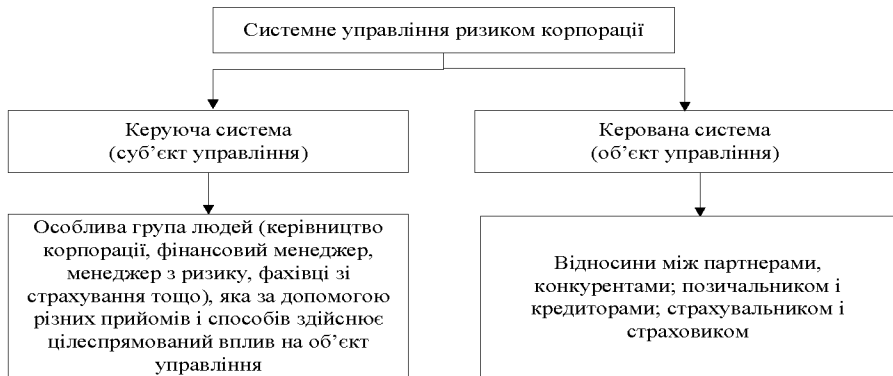 Системне управління ризиком корпорації
Керуюча система
(суб’єкт управління)
Керована система
(об’єкт управління)
Особлива група людей (керівництво
корпорації, фінансовий менеджер,
менеджер з ризику, фахівці зі
страхування тощо), яка за допомогою
різних прийомів і способів здійснює
цілеспрямований вплив на об’єкт
управління
Відносини між партнерами,
конкурентами; позичальником і
кредиторами; страхувальником і
страховиком